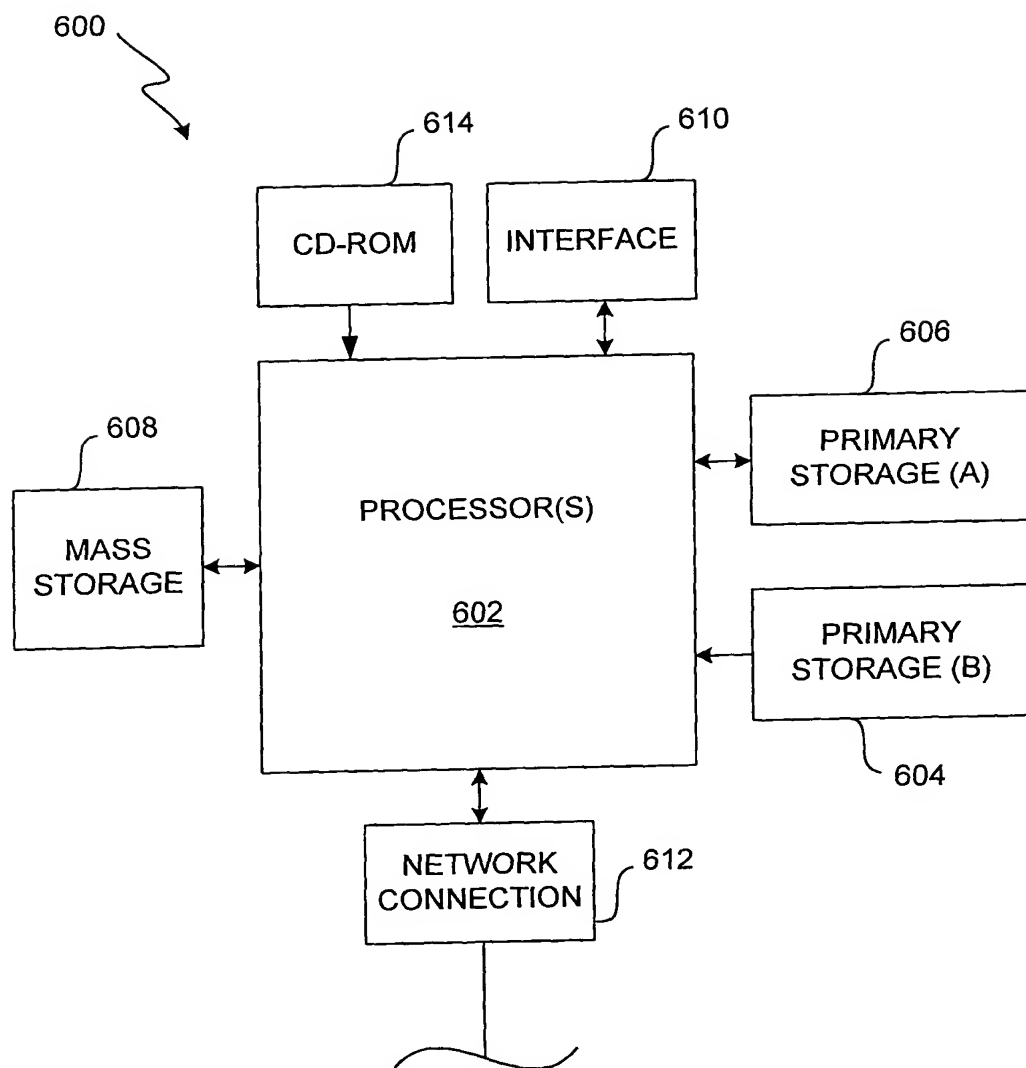 600
614
610
CD-ROM
INTERFACE
606
PRIMARY
STORAGE (A)
608
MASS
STORAGE
PROCESSOR(S)
602
PRIMARY
STORAGE (B)
604
NETWORK
CONNECTION
612